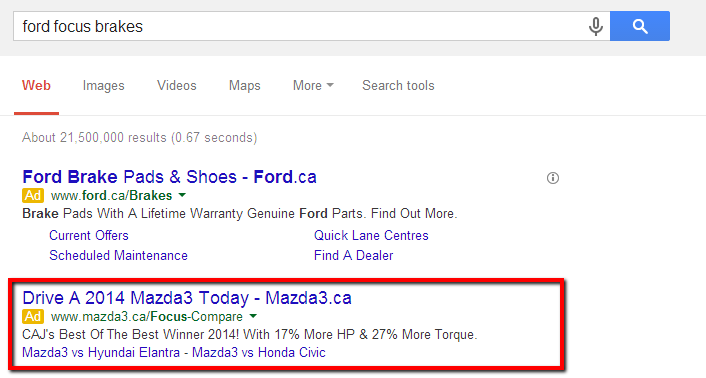 ford focus brakes
Web Images Videos Maps More Search tools
About 21,500,000 results (0.67 seconds)
Ford Brake Pads & Shoes - Ford.ca
Ad www.ford.ca/Brakes
Brake Pads With A Lifetime Warranty Genuine Ford Parts. Find Out More.
Current Offers Quick Lane Centres
Scheduled Maintenance Find A Dealer
Drive A 2014 Mazda3 Today - Mazda3.ca
Ad www.mazda3.ca/Focus-Compare
CAJ's Best Of The Best Winner 2014! With 17% More HP & 27% More Torque.
Mazda3 vs Hyundai Elantra - Mazda3 vs Honda Civic